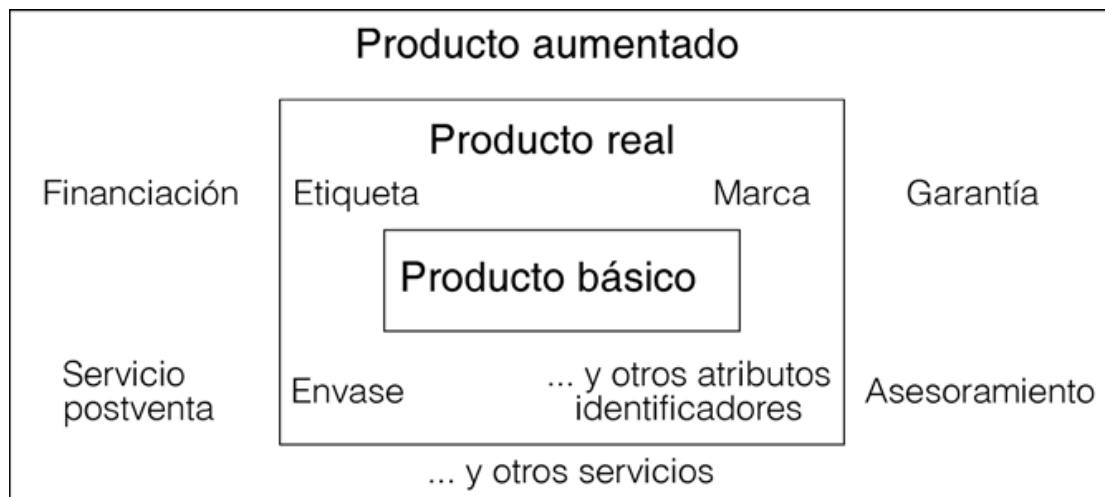 Producto aumentado
Producto real
Financiación
Etiqueta
Marca
Garantía
Producto básico
Servicio
postventa
Envase
... y otros atributos
identificadores
Asesoramiento
... y otros servicios